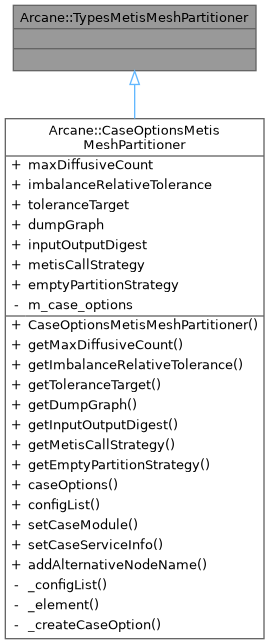 Arcane::TypesMetisMeshPartitioner
Arcane::CaseOptionsMetis
MeshPartitioner
+ maxDiffusiveCount
+ imbalanceRelativeTolerance
+ toleranceTarget
+ dumpGraph
+ inputOutputDigest
+ metisCallStrategy
+ emptyPartitionStrategy
- m_case_options
+ CaseOptionsMetisMeshPartitioner()
+ getMaxDiffusiveCount()
+ getImbalanceRelativeTolerance()
+ getToleranceTarget()
+ getDumpGraph()
+ getInputOutputDigest()
+ getMetisCallStrategy()
+ getEmptyPartitionStrategy()
+ caseOptions()
+ configList()
+ setCaseModule()
+ setCaseServiceInfo()
+ addAlternativeNodeName()
- _configList()
- _element()
- _createCaseOption()